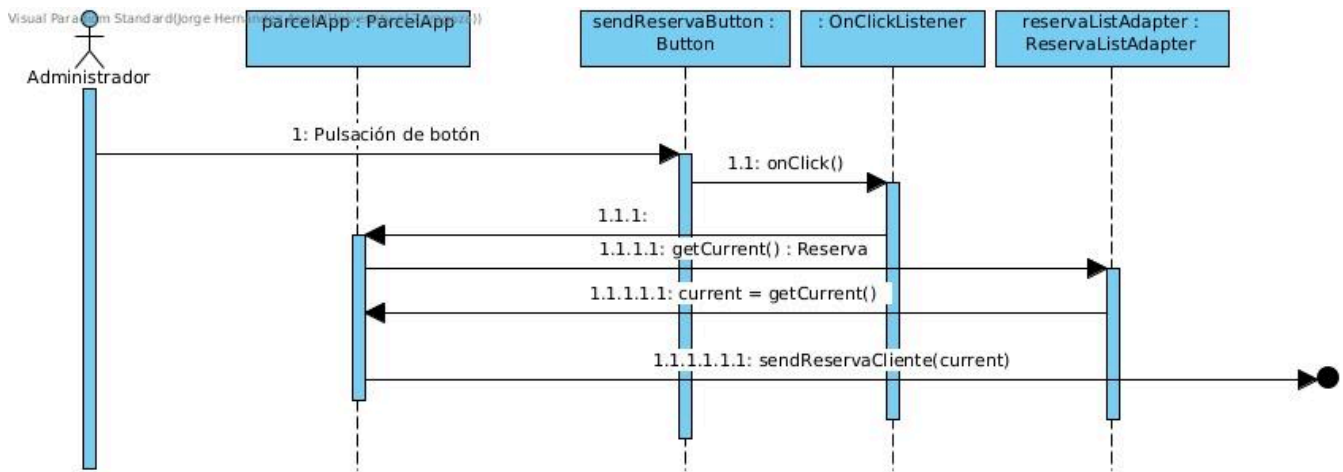 Visual Paradigm Standard(Jorge
Administrador
parcelApp : ParcelApp
sendReservaButton :
Button
: OnClickListener
reservaListAdapter :
ReservaListAdapter
1: Pulsación de botón
1.1: onClick()
1.1.1:
1.1.1.1: getCurrent() : Reserva
1.1.1.1.1: current = getCurrent()
1.1.1.1.1.1: sendReservaCliente(current)